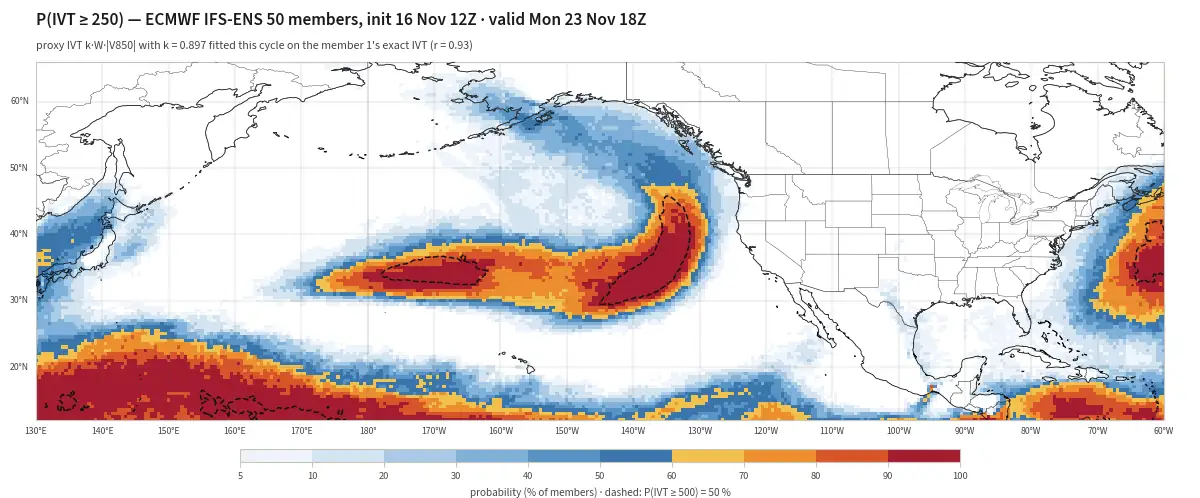 P(IVT ≥ 250) — ECMWF IFS-ENS 50 members, init 16 Nov 12Z · valid Mon 23 Nov 18Z
proxy IVT k·W·|V850| with k = 0.897 fitted this cycle on the member 1's exact IVT (r = 0.93)
60°N
50°N
40°N
30°N
20°N
130°E 140°E 150°E 160°E 170°E 180° 170°W 160°W 150°W 140°W 130°W 120°W 110°W 100°W 90°W 80°W 70°W 60°W
5 10 20 30 40 50 60 70 80 90 100
probability (% of members) · dashed: P(IVT ≥ 500) = 50 %